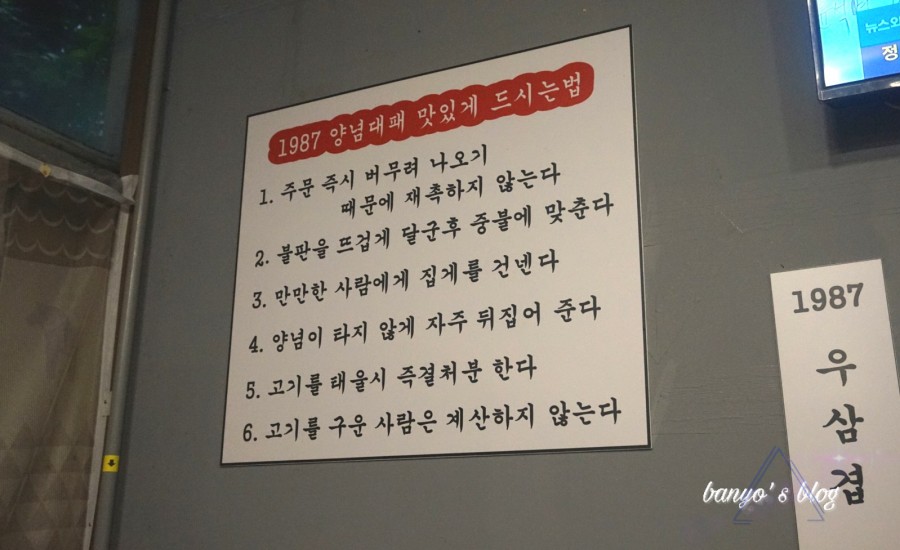 1987 양념대패 맛있게 드시는법
1. 주문 즉시 버무려 나오기
때문에 재촉하지 않는다
2. 불판을 뜨겁게 달군후 중불에 맞춘다
3. 만만한 사람에게 집게를 건넨다
4. 양념이 타지 않게 자주 뒤집어 준다
5. 고기를 태울시 즉결처분 한다
6. 고기를 구운 사람은 계산하지 않는다
1987
우
삼
겹
정
banyo's blog